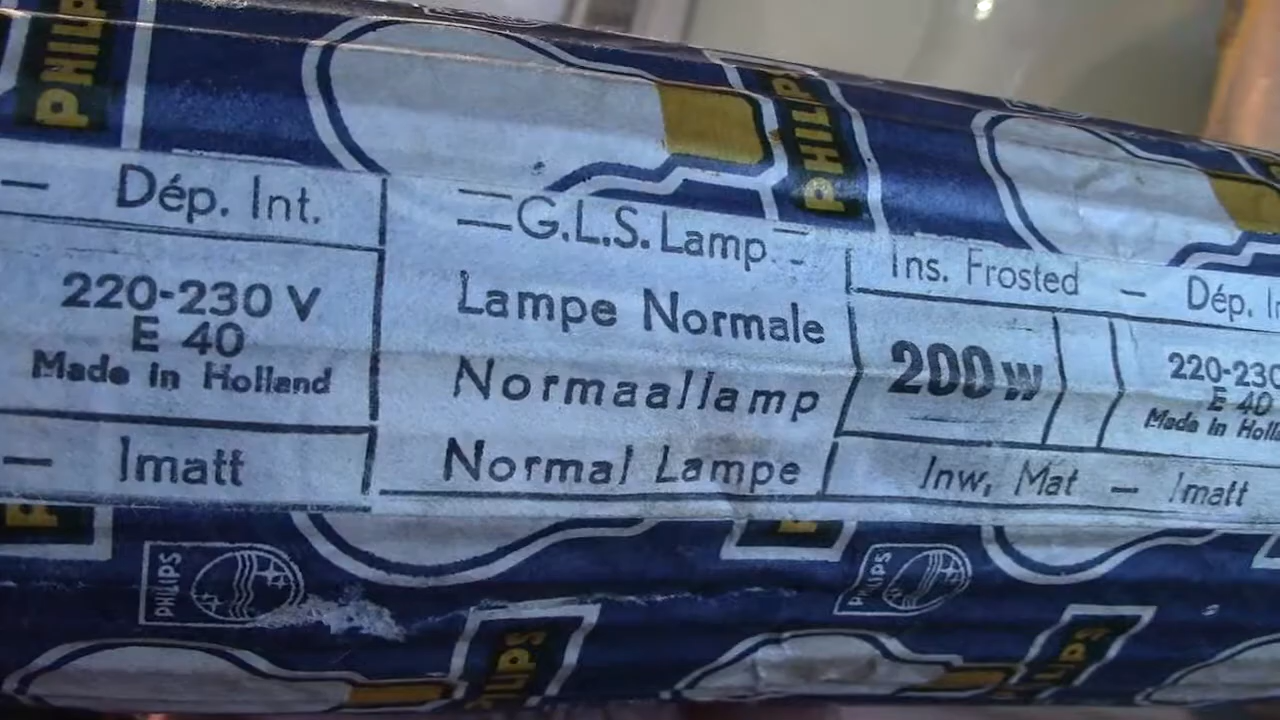 PHILIPS
PHILIPS
— Dép. Int.
220-230 V
E 40
Made in Holland
— Imatt
G.L.S. Lamp
Lampe Normale
Normaallamp
Normal Lampe
Ins. Frosted — Dép. I
200 W
220-230
E 40
Made in Holl
Inw. Mat — Imatt
PHILIPS
PHILIPS
PHILIPS
PHILIPS